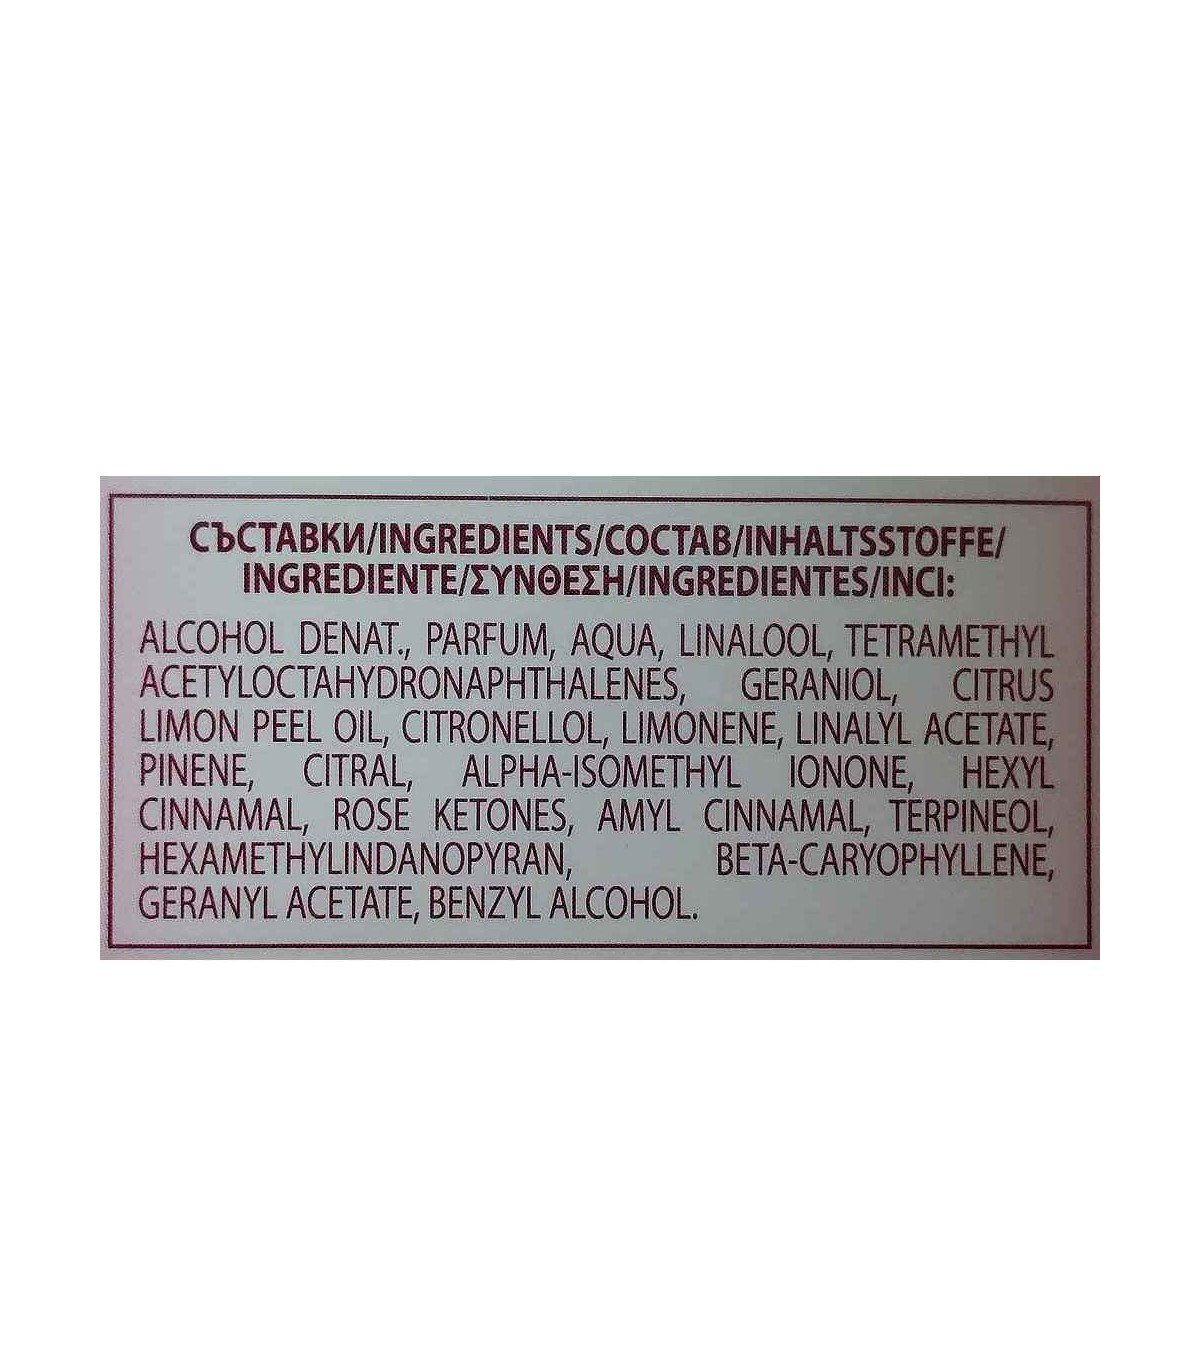 СЪСТАВКИ/INGREDIENTS/СОСТАВ/INHALTSSTOFFE/
INGREDIENTE/ΣΥΝΘΕΣΗ/INGREDIENTES/INCI:
ALCOHOL DENAT., PARFUM, AQUA, LINALOOL, TETRAMETHYL
ACETYLOCTAHYDRONAPHTHALENES, GERANIOL, CITRUS
LIMON PEEL OIL, CITRONELLOL, LIMONENE, LINALYL ACETATE,
PINENE, CITRAL, ALPHA-ISOMETHYL IONONE, HEXYL
CINNAMAL, ROSE KETONES, AMYL CINNAMAL, TERPINEOL,
HEXAMETHYLINDANOPYRAN, BETA-CARYOPHYLLENE,
GERANYL ACETATE, BENZYL ALCOHOL.